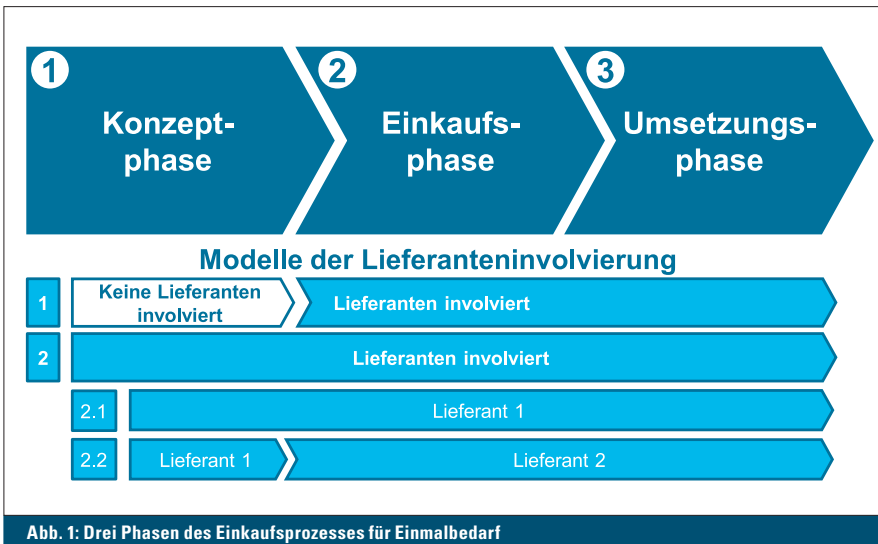 1
2
3
Konzept-
phase
Einkaufs-
phase
Umsetzungs-
phase
Modelle der Lieferanteninvolvierung
1
Keine Lieferanten
involviert
Lieferanten involviert
2
Lieferanten involviert
2.1
Lieferant 1
2.2
Lieferant 1
Lieferant 2
Abb. 1: Drei Phasen des Einkaufsprozesses für Einmalbedarf